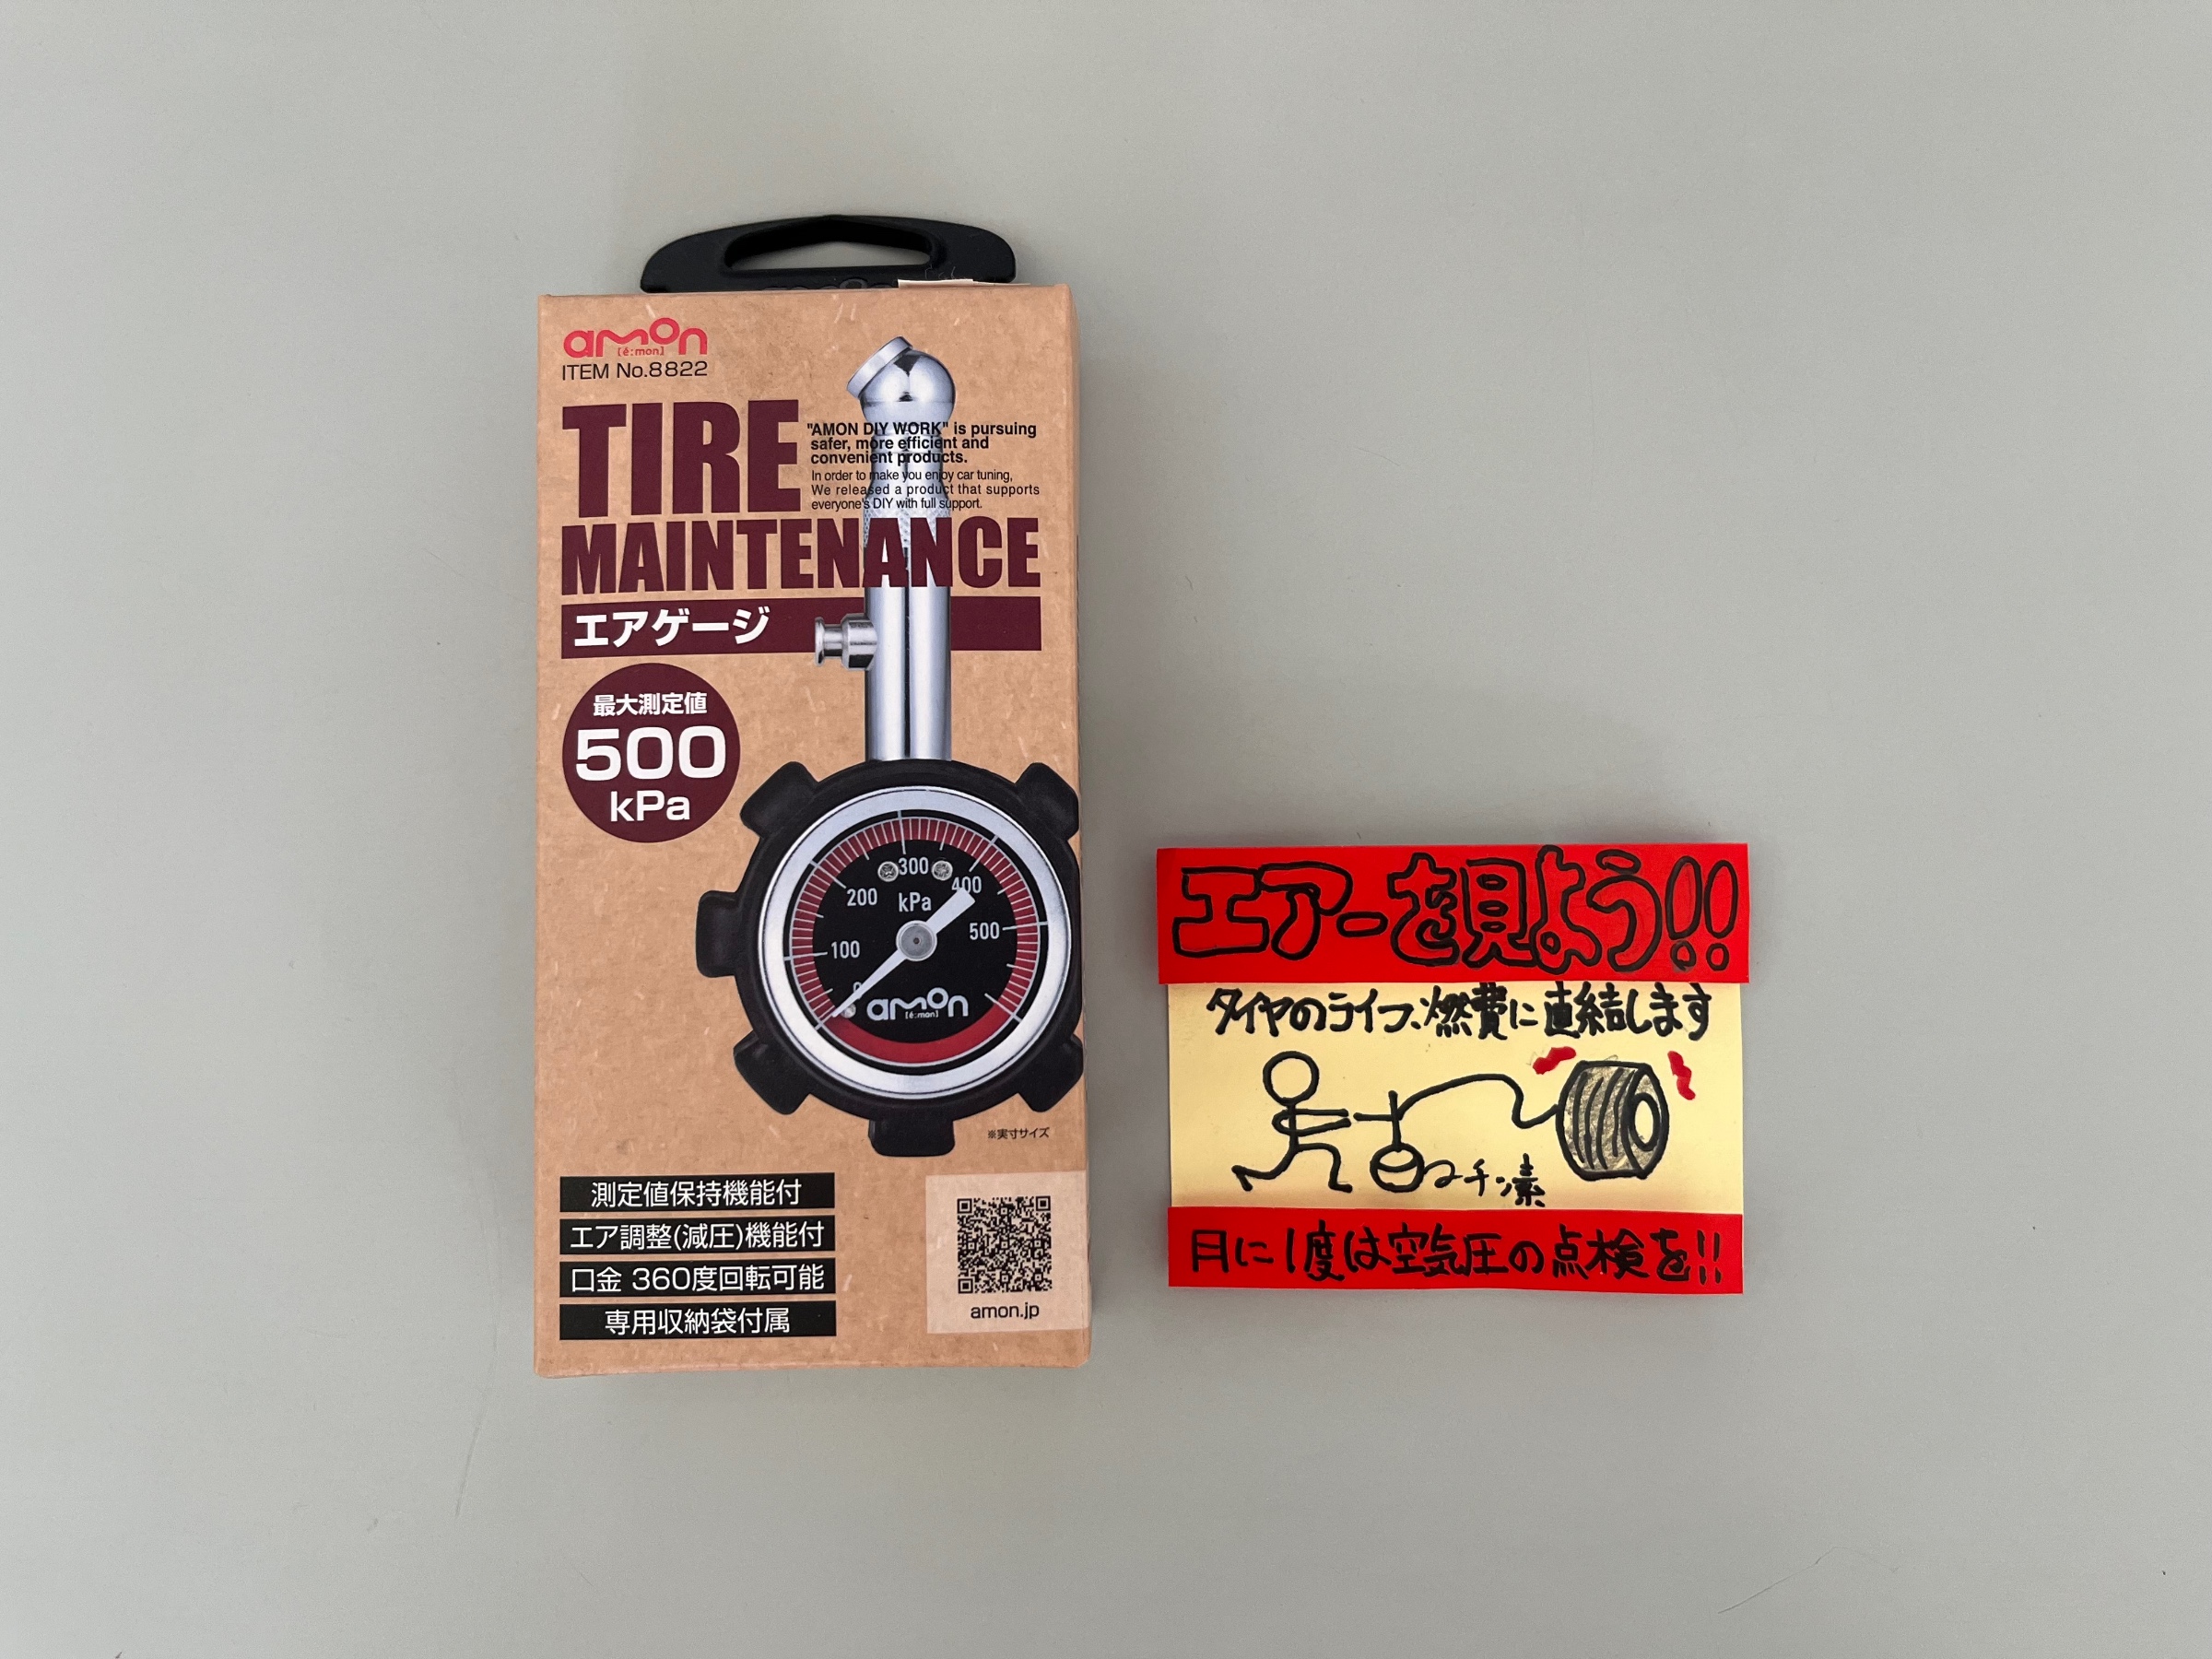 amon
[é:mon]
ITEM No.8822
TIRE
"AMON DIY WORK" is pursuing
safer, more efficient and
convenient products.
In order to make you enjoy car tuning,
We released a product that supports
everyone's DIY with full support.
MAINTENANCE
エアゲージ
最大測定値
500
kPa
300
400
200
kPa
500
100
0
amon
[é:mon]
※実寸サイズ
測定値保持機能付
エア調整(減圧)機能付
口金 360度回転可能
専用収納袋付属
amon.jp
エアーを見よう!!
タイヤのライフ、燃費に直結します
チッ素
月に1度は空気圧の点検を!!